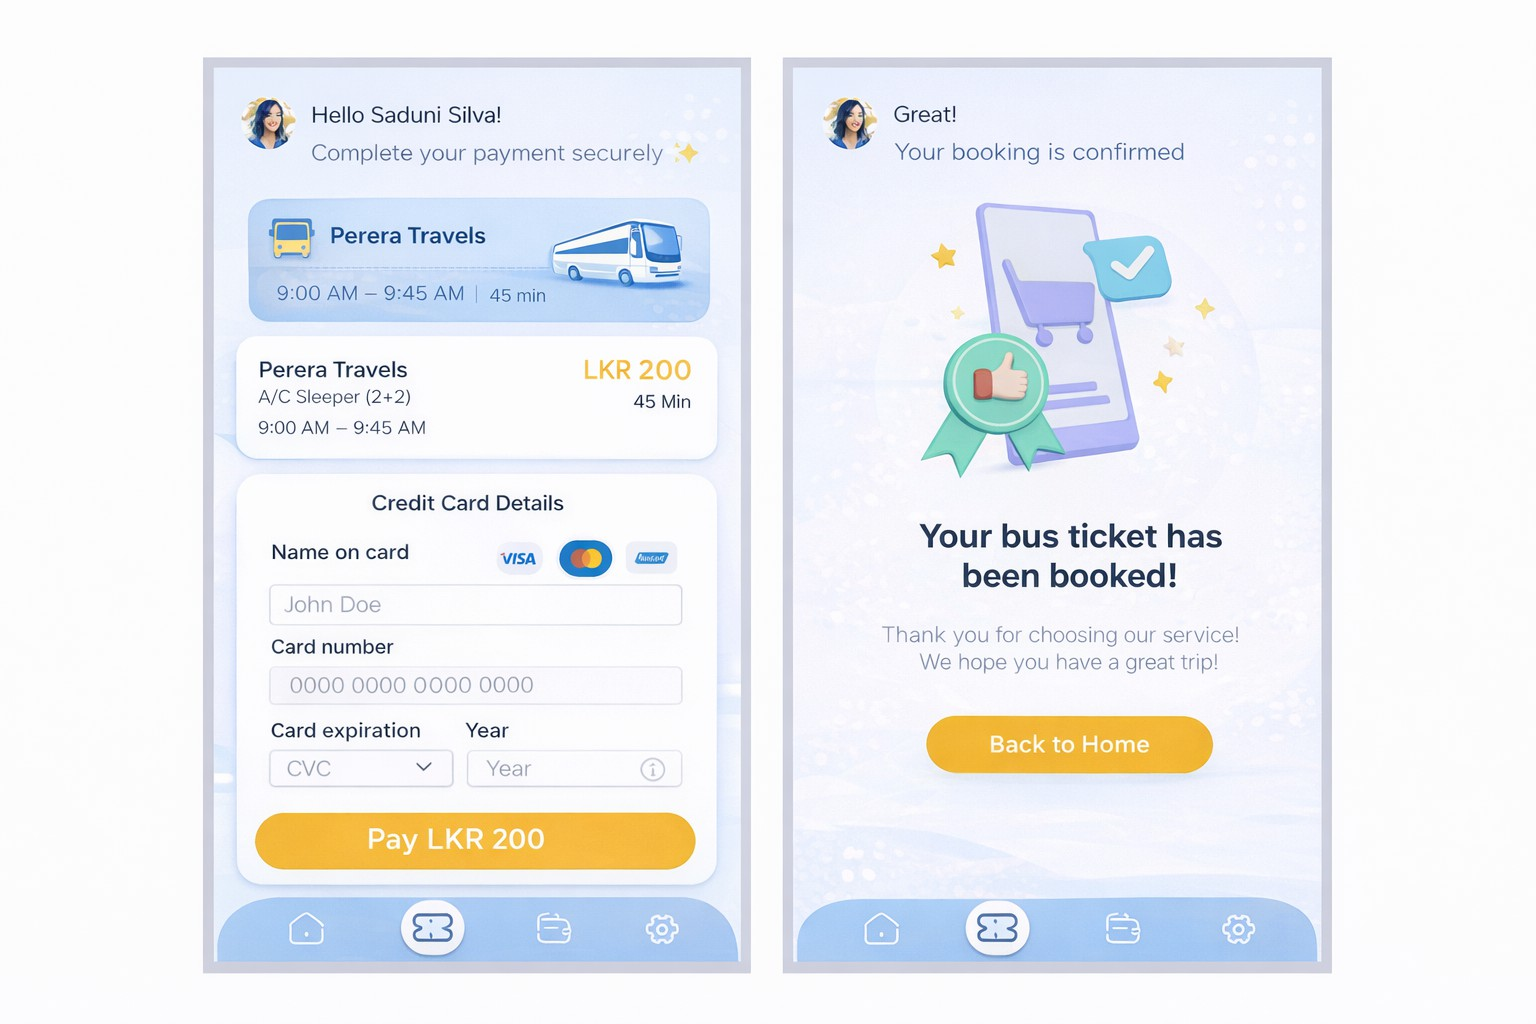 Hello Saduni Silva!
Complete your payment securely
Perera Travels
9:00 AM – 9:45 AM | 45 min
Perera Travels
LKR 200
A/C Sleeper (2+2)
45 Min
9:00 AM – 9:45 AM
Credit Card Details
Name on card
VISA
John Doe
Card number
0000 0000 0000 0000
Card expiration
Year
CVC
Year
Pay LKR 200
Great!
Your booking is confirmed
Your bus ticket has
been booked!
Thank you for choosing our service!
We hope you have a great trip!
Back to Home